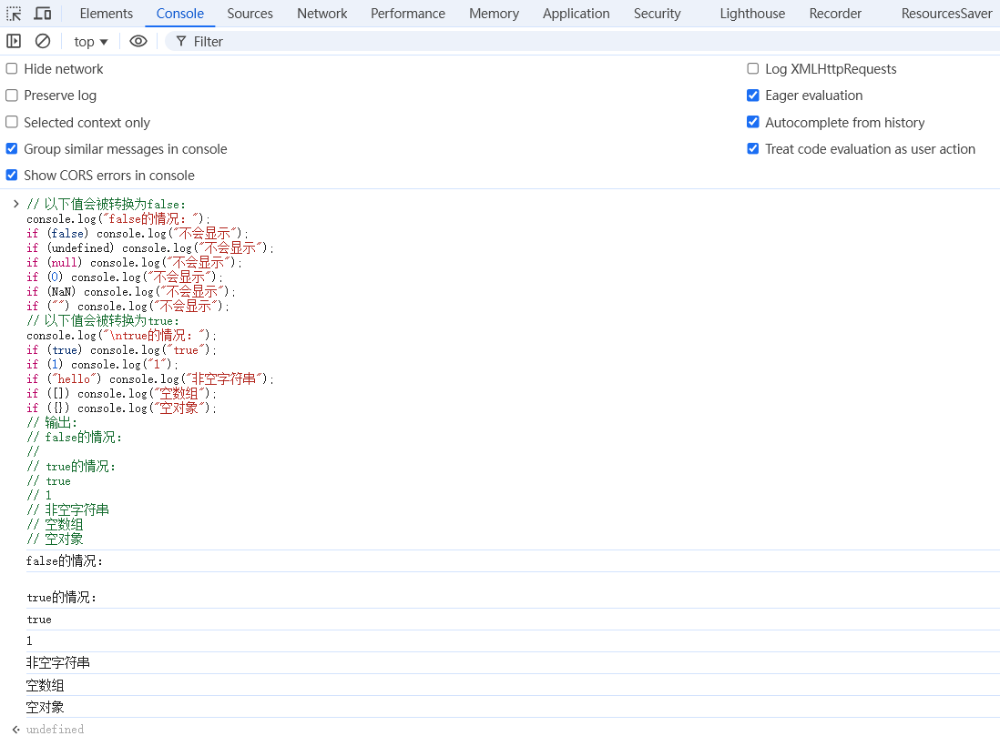 Elements Console Sources Network Performance Memory Application Security Lighthouse Recorder ResourcesSaver
top Filter
Hide network Log XMLHttpRequests
Preserve log Eager evaluation
Selected context only Autocomplete from history
Group similar messages in console Treat code evaluation as user action
Show CORS errors in console
// 以下值会被转换为false：
console.log("false的情况：");
if (false) console.log("不会显示");
if (undefined) console.log("不会显示");
if (null) console.log("不会显示");
if (0) console.log("不会显示");
if (NaN) console.log("不会显示");
if ("") console.log("不会显示");
// 以下值会被转换为true：
console.log("\ntrue的情况：");
if (true) console.log("true");
if (1) console.log("1");
if ("hello") console.log("非空字符串");
if ([]) console.log("空数组");
if ({}) console.log("空对象");
// 输出：
// false的情况：
//
// true的情况：
// true
// 1
// 非空字符串
// 空数组
// 空对象
false的情况：
true的情况：
true
1
非空字符串
空数组
空对象
undefined